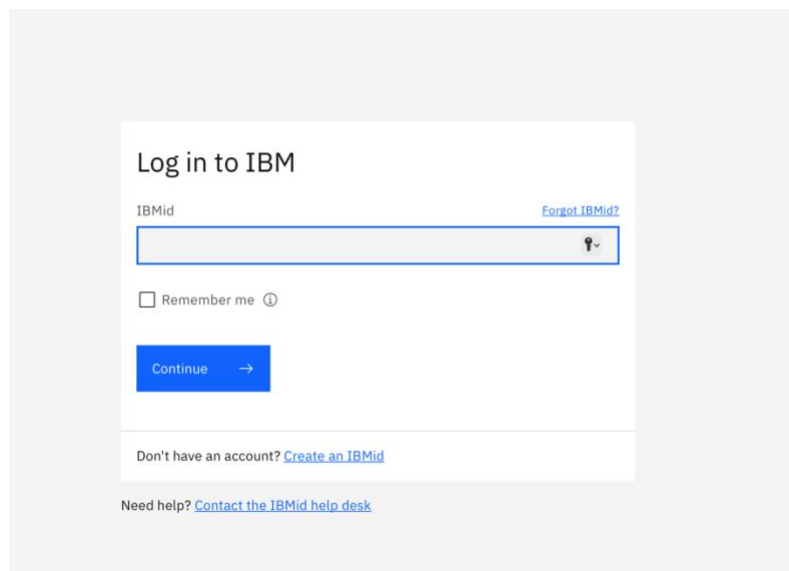 Log in to IBM
IBMid Forgot IBMid?
Remember me
Continue
Don't have an account? Create an IBMid
Need help? Contact the IBMid help desk